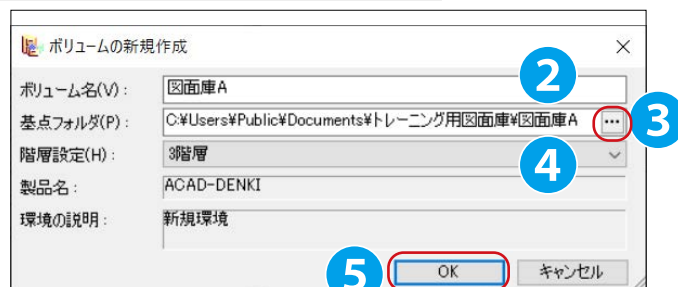 ボリュームの新規作成
ボリューム名(V): 図面庫A 2
基点フォルダ(P): C:¥Users¥Public¥Documents¥トレーニング用図面庫¥図面庫A ... 3
階層設定(H): 3階層 4
製品名: ACAD-DENKI
環境の説明: 新規環境
5 OK キャンセル